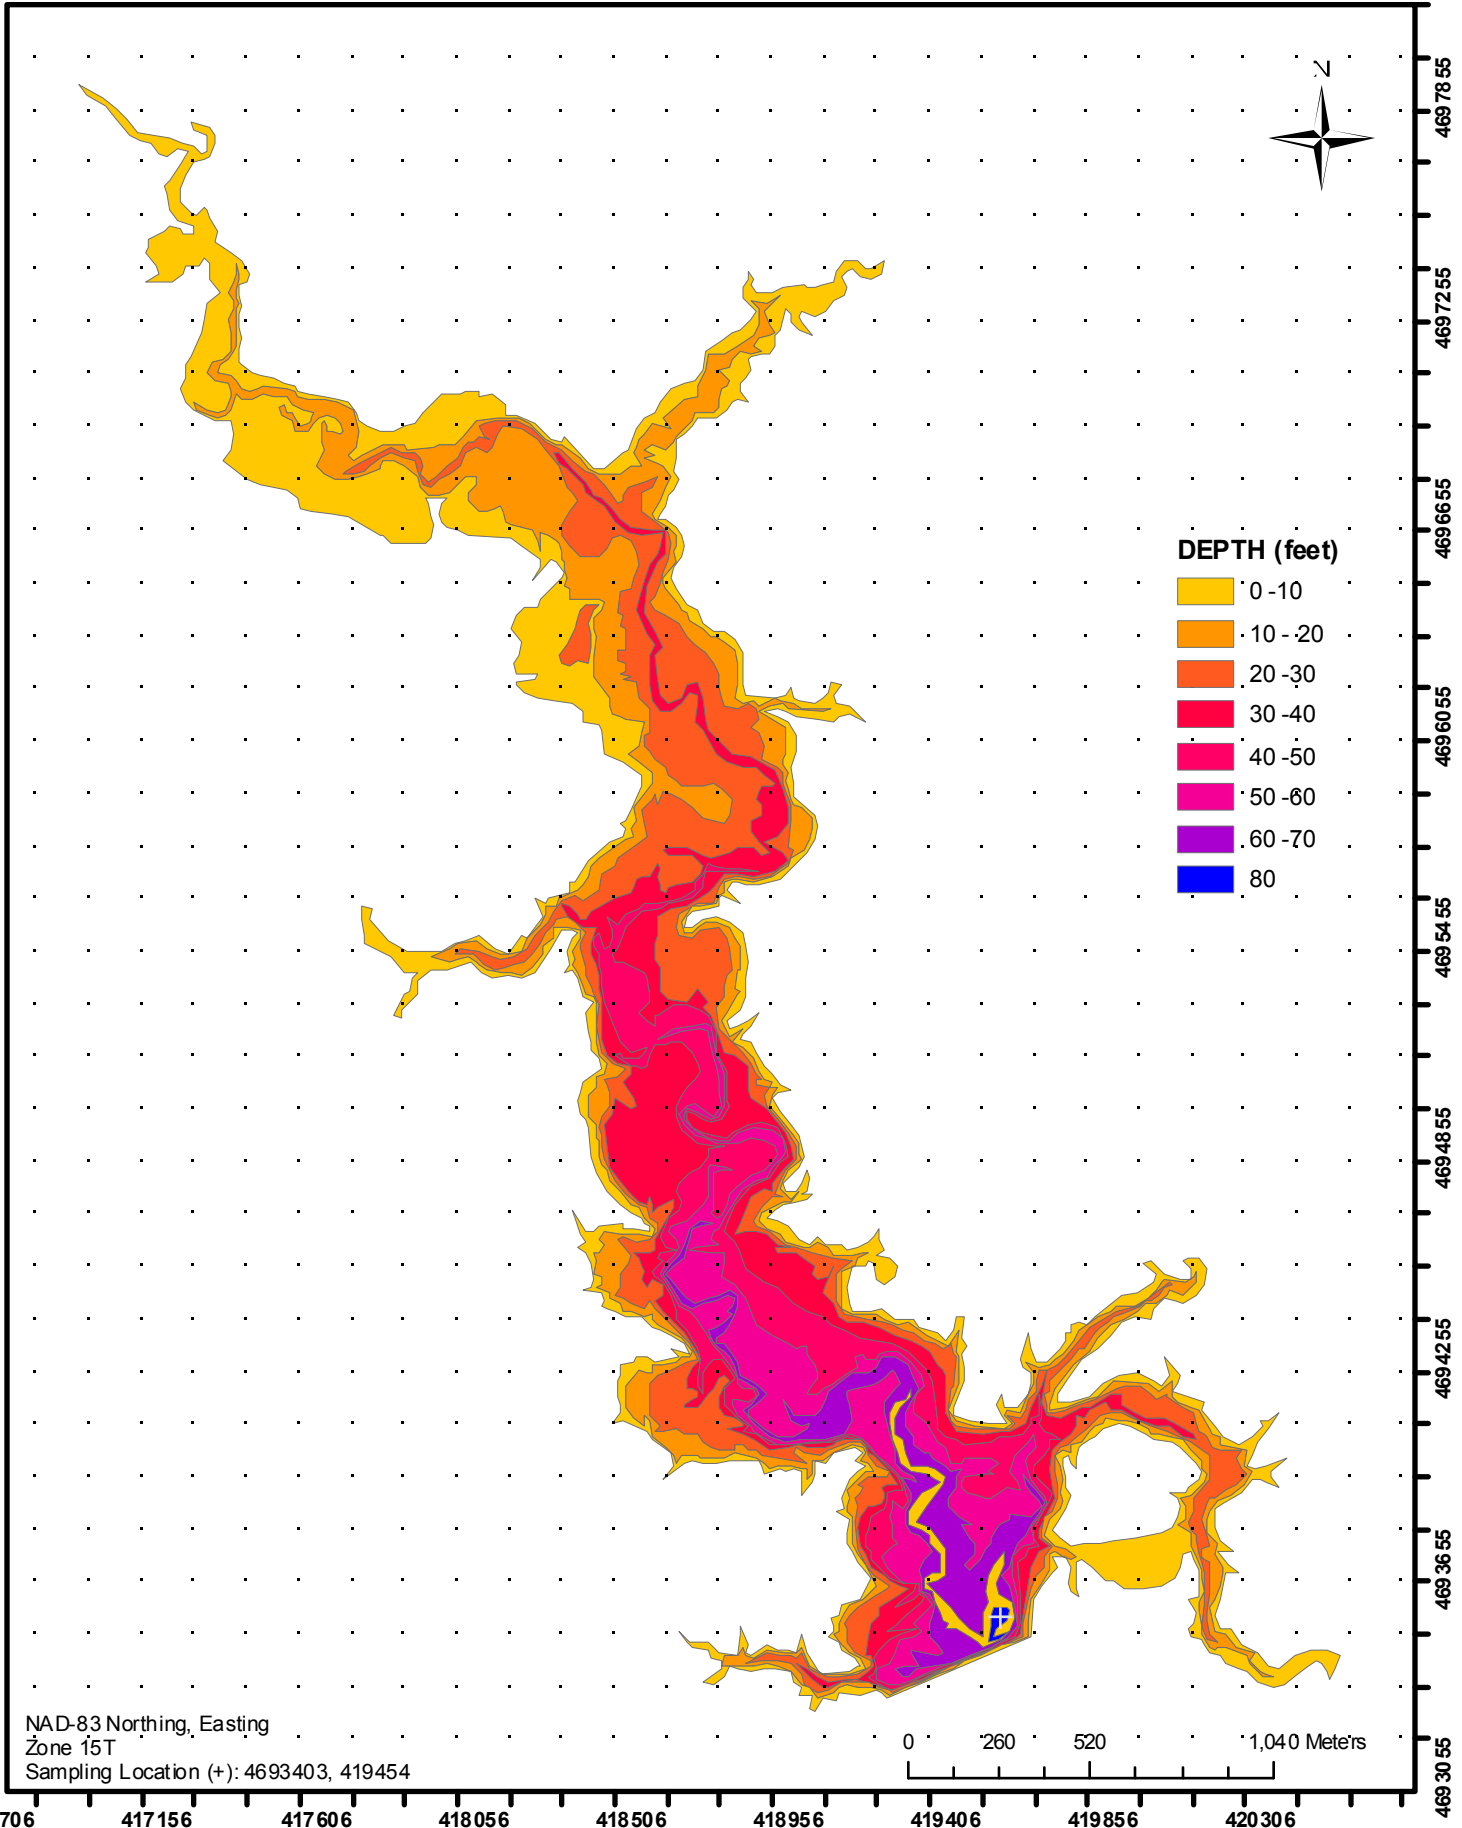 N
4697855
4697255
4696655
4696055
4695455
4694855
4694255
4693655
4693055
DEPTH (feet)
0 -10
10 - 20
20 -30
30 -40
40 -50
50 -60
60 -70
80
NAD-83 Northing, Easting
Zone 15T
Sampling Location (+): 4693403, 419454
0 260 520 1,040 Meters
706 417156 417606 418056 418506 418956 419406 419856 420306